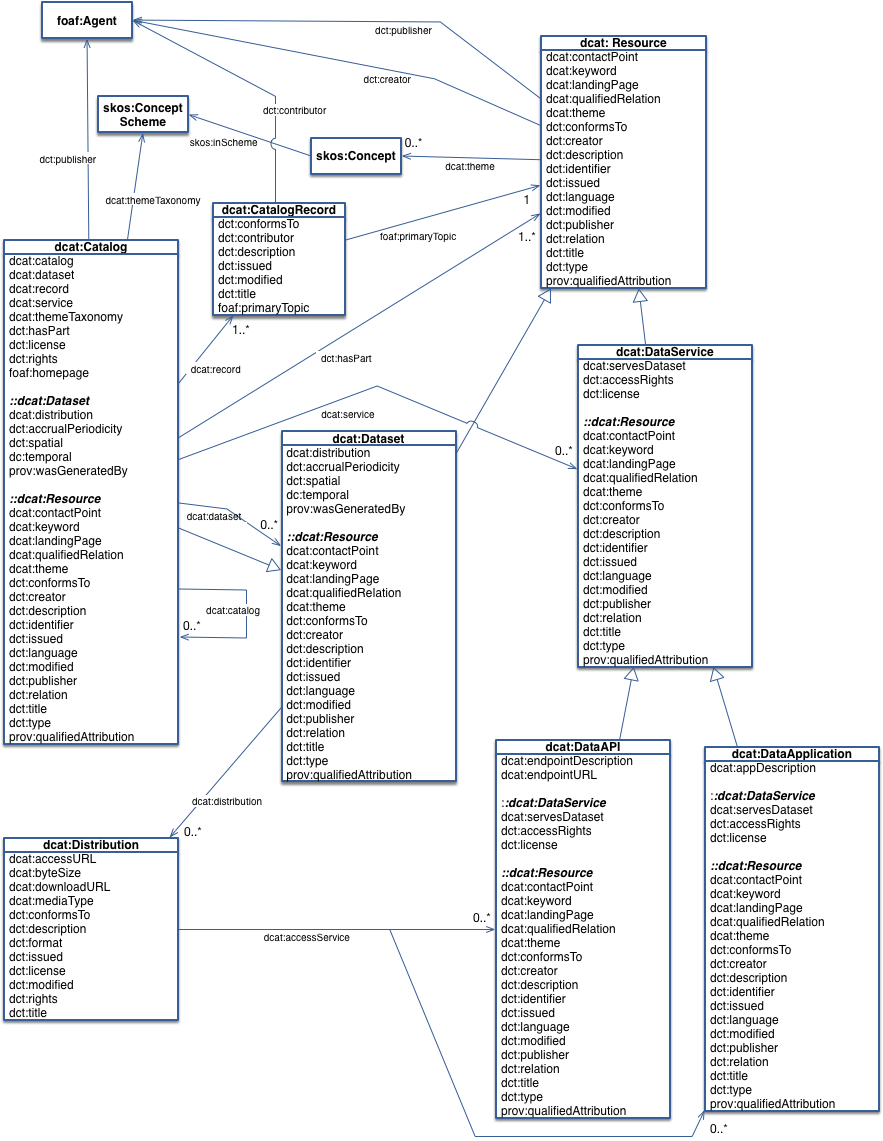 foaf:Agent
dct:publisher
dct:creator
dct:contributor
skos:Concept
Scheme
skos:inScheme
skos:Concept
0..*
dcat:theme
dct:publisher
dcat:themeTaxonomy
dcat: Resource
dcat:contactPoint
dcat:keyword
dcat:landingPage
dcat:qualifiedRelation
dcat:theme
dct:conformsTo
dct:creator
dct:description
dct:identifier
dct:issued
dct:language
dct:modified
dct:publisher
dct:relation
dct:title
dct:type
prov:qualifiedAttribution
dcat:CatalogRecord
dct:conformsTo
dct:contributor
dct:description
dct:issued
dct:modified
dct:title
foaf:primaryTopic
1
foaf:primaryTopic
1..*
dcat:Catalog
dcat:catalog
dcat:dataset
dcat:record
dcat:service
dcat:themeTaxonomy
dct:hasPart
dct:license
dct:rights
foaf:homepage
::dcat:Dataset
dcat:distribution
dct:accrualPeriodicity
dct:spatial
dc:temporal
prov:wasGeneratedBy
::dcat:Resource
dcat:contactPoint
dcat:keyword
dcat:landingPage
dcat:qualifiedRelation
dcat:theme
dct:conformsTo
dct:creator
dct:description
dct:identifier
dct:issued
dct:language
dct:modified
dct:publisher
dct:relation
dct:title
dct:type
prov:qualifiedAttribution
1..*
dcat:record
dct:hasPart
dcat:service
0..*
dcat:dataset
0..*
dcat:catalog
0..*
dcat:Dataset
dcat:distribution
dct:accrualPeriodicity
dct:spatial
dc:temporal
prov:wasGeneratedBy
::dcat:Resource
dcat:contactPoint
dcat:keyword
dcat:landingPage
dcat:qualifiedRelation
dcat:theme
dct:conformsTo
dct:creator
dct:description
dct:identifier
dct:issued
dct:language
dct:modified
dct:publisher
dct:relation
dct:title
dct:type
prov:qualifiedAttribution
dcat:DataService
dcat:servesDataset
dct:accessRights
dct:license
::dcat:Resource
dcat:contactPoint
dcat:keyword
dcat:landingPage
dcat:qualifiedRelation
dcat:theme
dct:conformsTo
dct:creator
dct:description
dct:identifier
dct:issued
dct:language
dct:modified
dct:publisher
dct:relation
dct:title
dct:type
prov:qualifiedAttribution
dcat:distribution
0..*
dcat:Distribution
dcat:accessURL
dcat:byteSize
dcat:downloadURL
dcat:mediaType
dct:conformsTo
dct:description
dct:format
dct:issued
dct:license
dct:modified
dct:rights
dct:title
dcat:accessService
0..*
dcat:DataAPI
dcat:endpointDescription
dcat:endpointURL
::dcat:DataService
dcat:servesDataset
dct:accessRights
dct:license
::dcat:Resource
dcat:contactPoint
dcat:keyword
dcat:landingPage
dcat:qualifiedRelation
dcat:theme
dct:conformsTo
dct:creator
dct:description
dct:identifier
dct:issued
dct:language
dct:modified
dct:publisher
dct:relation
dct:title
dct:type
prov:qualifiedAttribution
dcat:DataApplication
dcat:appDescription
::dcat:DataService
dcat:servesDataset
dct:accessRights
dct:license
::dcat:Resource
dcat:contactPoint
dcat:keyword
dcat:landingPage
dcat:qualifiedRelation
dcat:theme
dct:conformsTo
dct:creator
dct:description
dct:identifier
dct:issued
dct:language
dct:modified
dct:publisher
dct:relation
dct:title
dct:type
prov:qualifiedAttribution
0..*